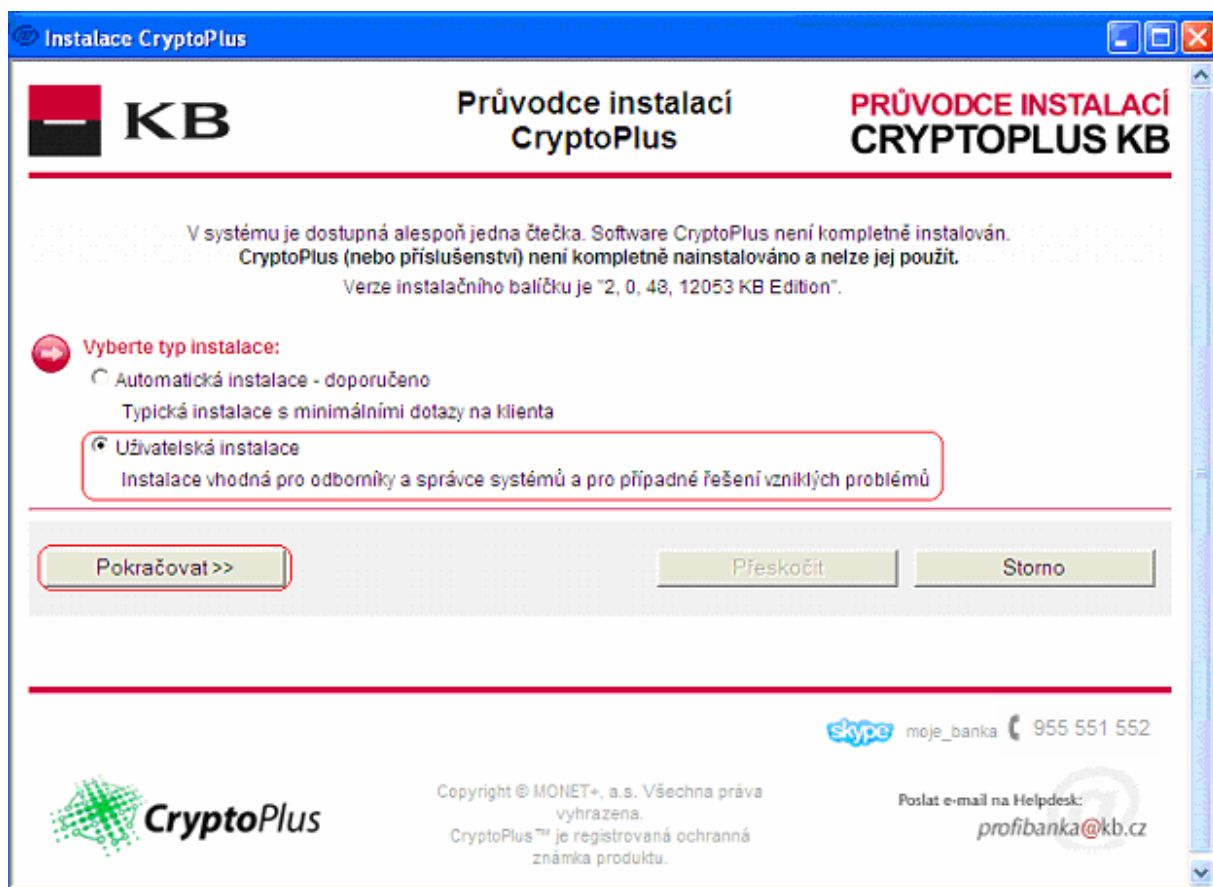 Instalace CryptoPlus
KB
Průvodce instalací
CryptoPlus
PRŮVODCE INSTALACÍ
CRYPTOPLUS KB
V systému je dostupná alespoň jedna čtečka. Software CryptoPlus není kompletně instalován.
CryptoPlus (nebo příslušenství) není kompletně nainstalováno a nelze jej použít.
Verze instalačního balíčku je "2, 0, 48, 12053 KB Edition".
Vyberte typ instalace:
Automatická instalace - doporučeno
Typická instalace s minimálními dotazy na klienta
Uživatelská instalace
Instalace vhodná pro odborníky a správce systémů a pro případné řešení vzniklých problémů
Pokračovat >>
Přeskočit
Storno
skype moje_banka 955 551 552
CryptoPlus
Copyright © MONET+, a.s. Všechna práva
vyhrazena.
CryptoPlus™ je registrovaná ochranná
známka produktu.
Poslat e-mail na Helpdesk:
profibanka@kb.cz